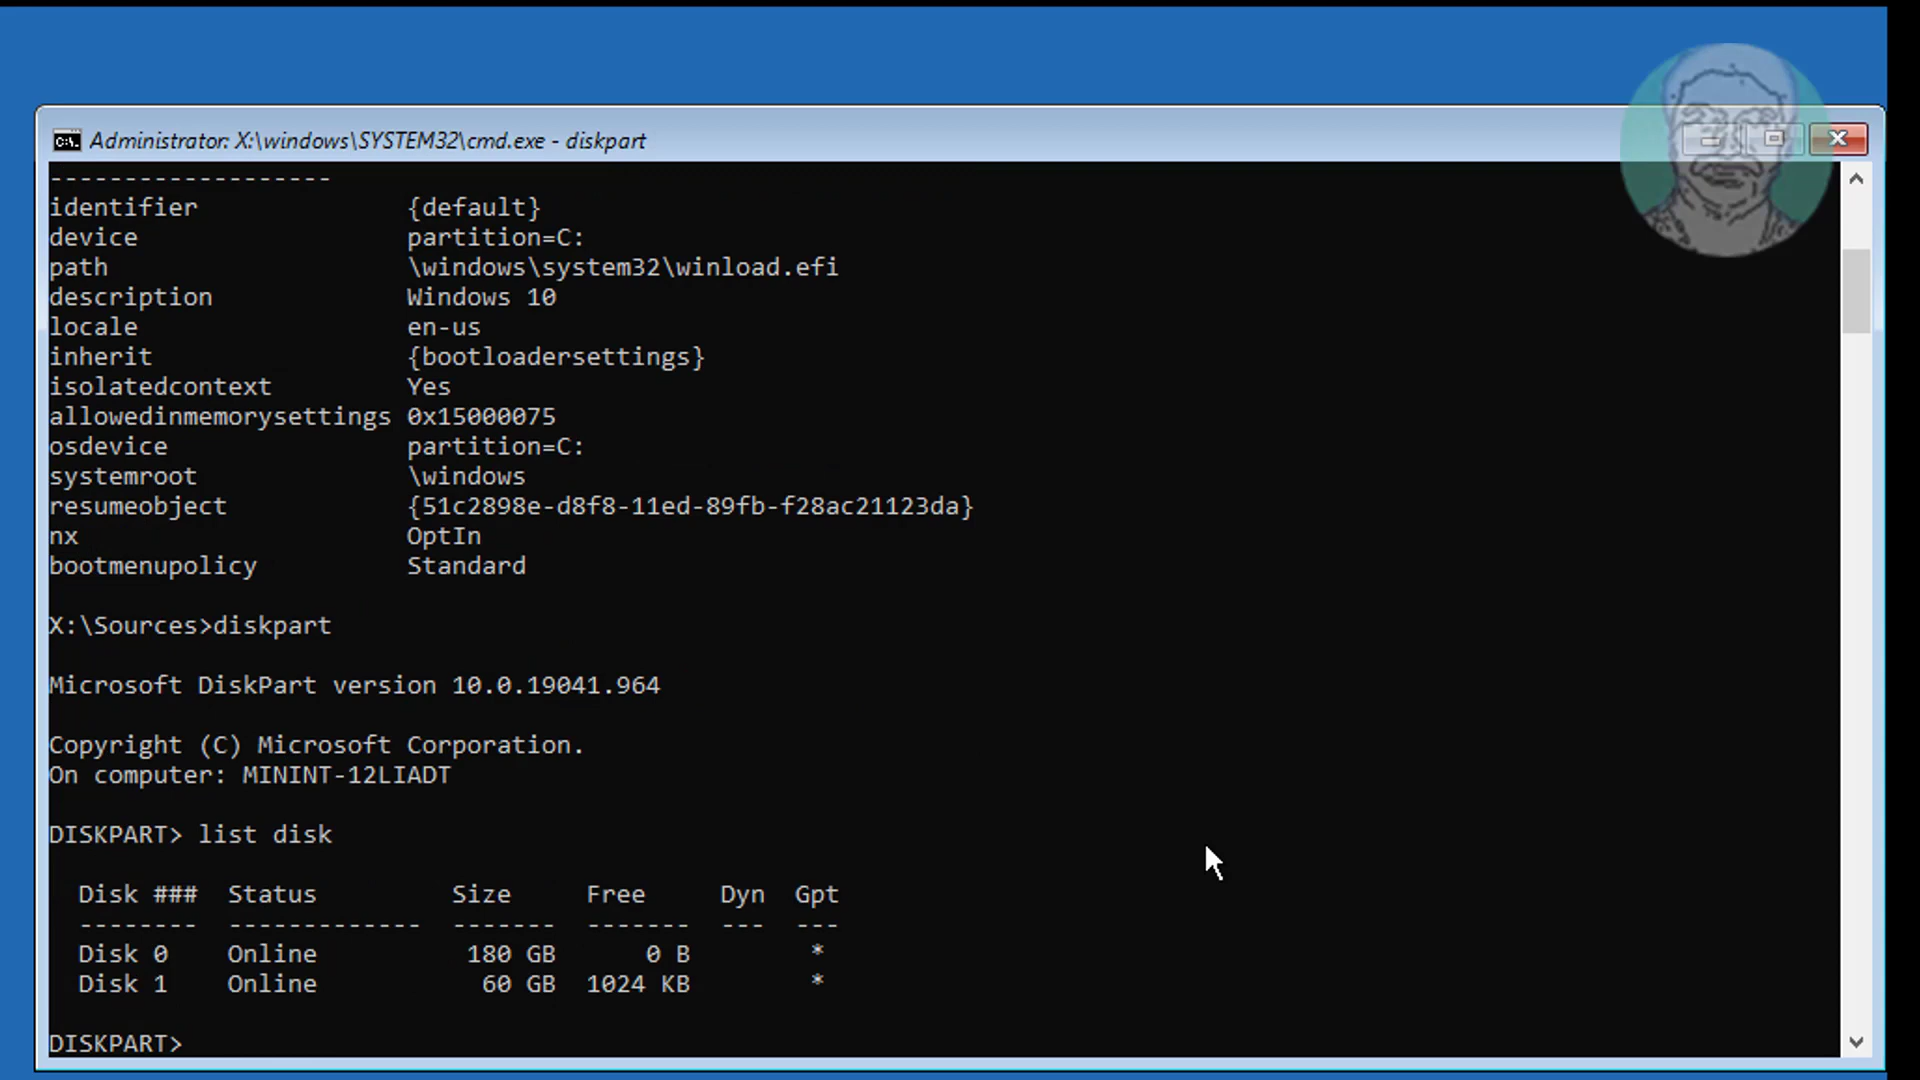 Administrator: X:\windows\SYSTEM32\cmd.exe - diskpart
-------------------
identifier              {default}
device                  partition=C:
path                    \windows\system32\winload.efi
description             Windows 10
locale                  en-us
inherit                 {bootloadersettings}
isolatedcontext         Yes
allowedinmemorysettings 0x15000075
osdevice                partition=C:
systemroot              \windows
resumeobject            {51c2898e-d8f8-11ed-89fb-f28ac21123da}
nx                      OptIn
bootmenupolicy          Standard
X:\Sources>diskpart
Microsoft DiskPart version 10.0.19041.964
Copyright (C) Microsoft Corporation.
On computer: MININT-12LIADT
DISKPART> list disk
  Disk ###  Status         Size     Free     Dyn  Gpt
  --------  -------------  -------  -------  ---  ---
  Disk 0    Online          180 GB      0 B        *
  Disk 1    Online           60 GB  1024 KB        *
DISKPART>